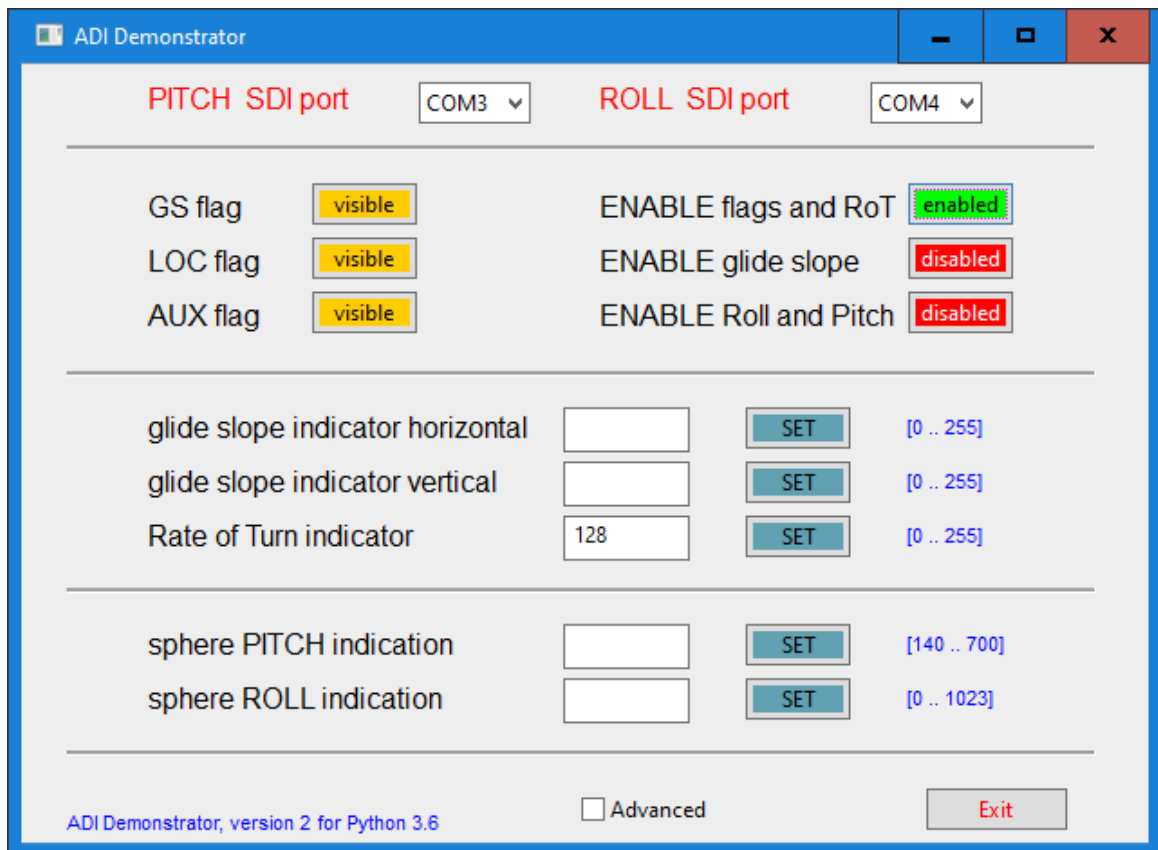 ADI Demonstrator
PITCH SDI port COM3 ROLL SDI port COM4
GS flag visible ENABLE flags and RoT enabled
LOC flag visible ENABLE glide slope disabled
AUX flag visible ENABLE Roll and Pitch disabled
glide slope indicator horizontal SET [0 .. 255]
glide slope indicator vertical SET [0 .. 255]
Rate of Turn indicator 128 SET [0 .. 255]
sphere PITCH indication SET [140 .. 700]
sphere ROLL indication SET [0 .. 1023]
ADI Demonstrator, version 2 for Python 3.6 Advanced Exit